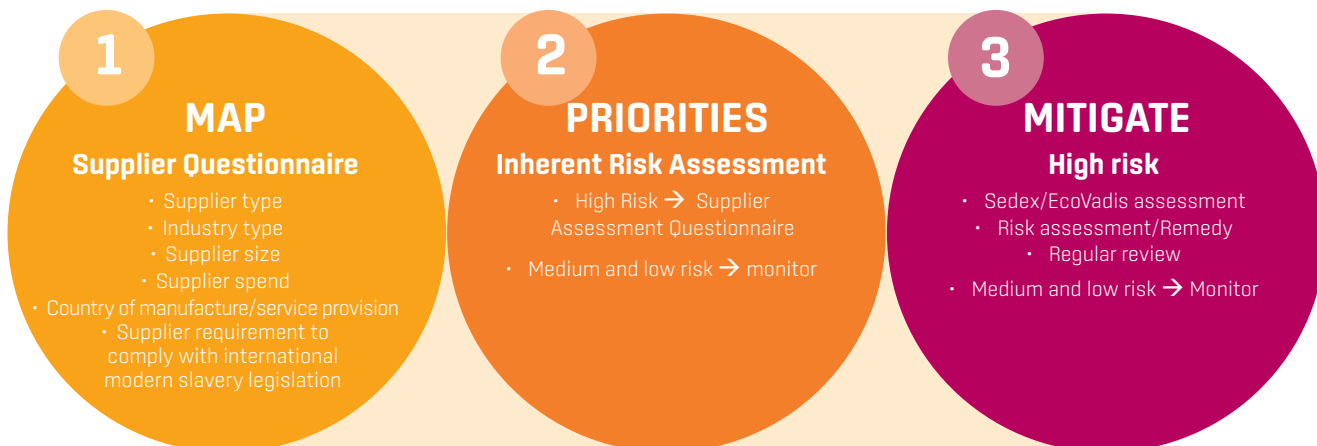 1
MAP
Supplier Questionnaire
· Supplier type
· Industry type
· Supplier size
· Supplier spend
· Country of manufacture/service provision
· Supplier requirement to
comply with international
modern slavery legislation
2
PRIORITIES
Inherent Risk Assessment
· High Risk → Supplier
Assessment Questionnaire
· Medium and low risk → monitor
3
MITIGATE
High risk
· Sedex/EcoVadis assessment
· Risk assessment/Remedy
· Regular review
· Medium and low risk → Monitor